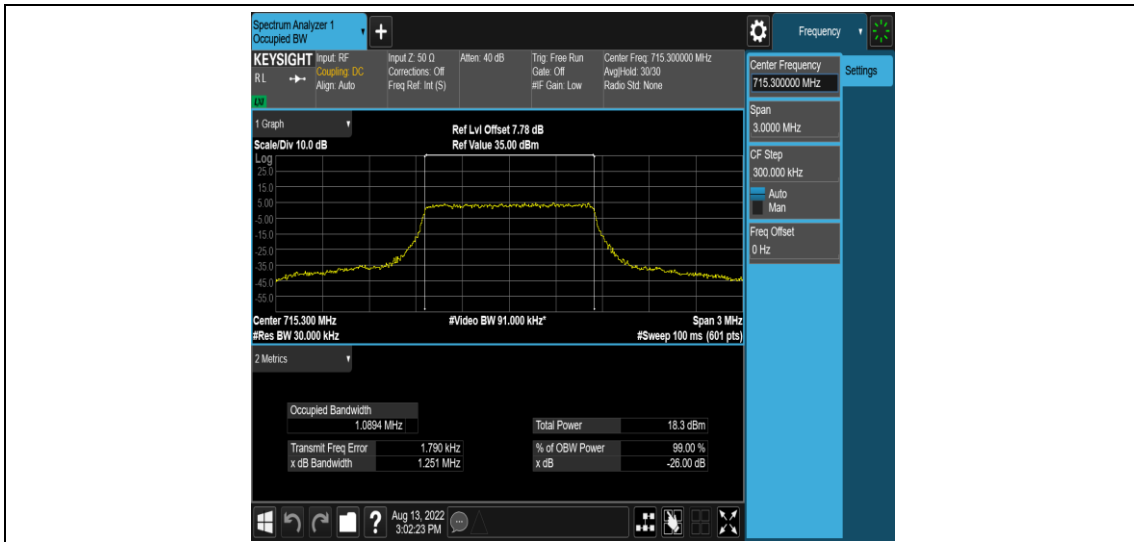 Spectrum Analyzer 1
Occupied BW
+
Frequency
KEYSIGHT
RL
LXI
Input: RF
Coupling: DC
Align: Auto
Input Z: 50 Ω
Corrections: Off
Freq Ref: Int (S)
Atten: 40 dB
Trig: Free Run
Gate: Off
#IF Gain: Low
Center Freq: 715.300000 MHz
Avg|Hold: 30/30
Radio Std: None
Center Frequency
715.300000 MHz
Settings
Span
3.0000 MHz
CF Step
300.000 kHz
Auto
Man
Freq Offset
0 Hz
1 Graph
Scale/Div 10.0 dB
Ref Lvl Offset 7.78 dB
Ref Value 35.00 dBm
Log
25.0
15.0
5.00
-5.00
-15.0
-25.0
-35.0
-45.0
-55.0
Center 715.300 MHz
#Video BW 91.000 kHz*
Span 3 MHz
#Res BW 30.000 kHz
#Sweep 100 ms (601 pts)
2 Metrics
Occupied Bandwidth
1.0894 MHz
Total Power 18.3 dBm
Transmit Freq Error 1.790 kHz
% of OBW Power 99.00 %
x dB Bandwidth 1.251 MHz
x dB -26.00 dB
?
Aug 13, 2022
3:02:23 PM